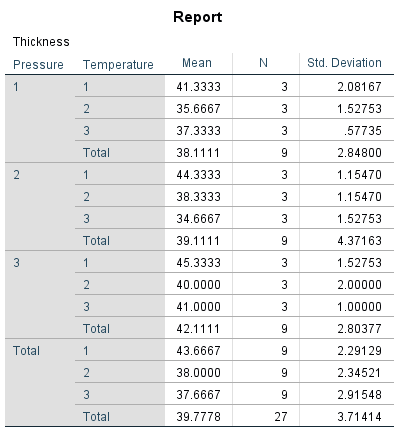 Report
Thickness
Pressure Temperature Mean N Std. Deviation
1 1 41.3333 3 2.08167
2 35.6667 3 1.52753
3 37.3333 3 .57735
Total 38.1111 9 2.84800
2 1 44.3333 3 1.15470
2 38.3333 3 1.15470
3 34.6667 3 1.52753
Total 39.1111 9 4.37163
3 1 45.3333 3 1.52753
2 40.0000 3 2.00000
3 41.0000 3 1.00000
Total 42.1111 9 2.80377
Total 1 43.6667 9 2.29129
2 38.0000 9 2.34521
3 37.6667 9 2.91548
Total 39.7778 27 3.71414